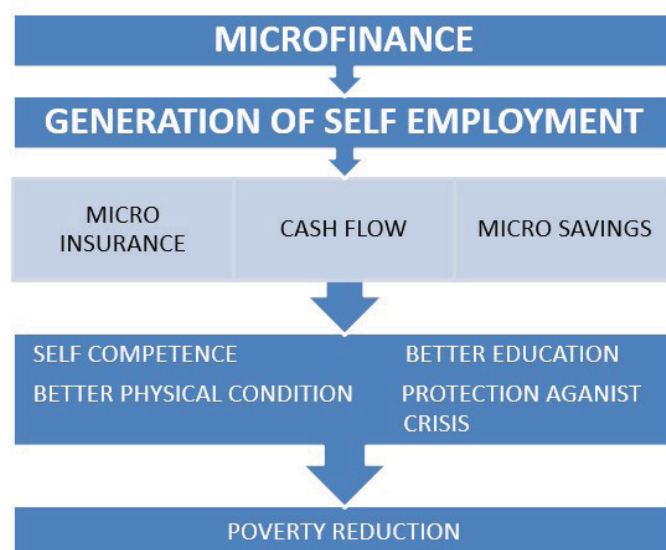 MICROFINANCE
GENERATION OF SELF EMPLOYMENT
MICRO
INSURANCE
CASH FLOW
MICRO SAVINGS
SELF COMPETENCE
BETTER EDUCATION
BETTER PHYSICAL CONDITION
PROTECTION AGANIST
CRISIS
POVERTY REDUCTION